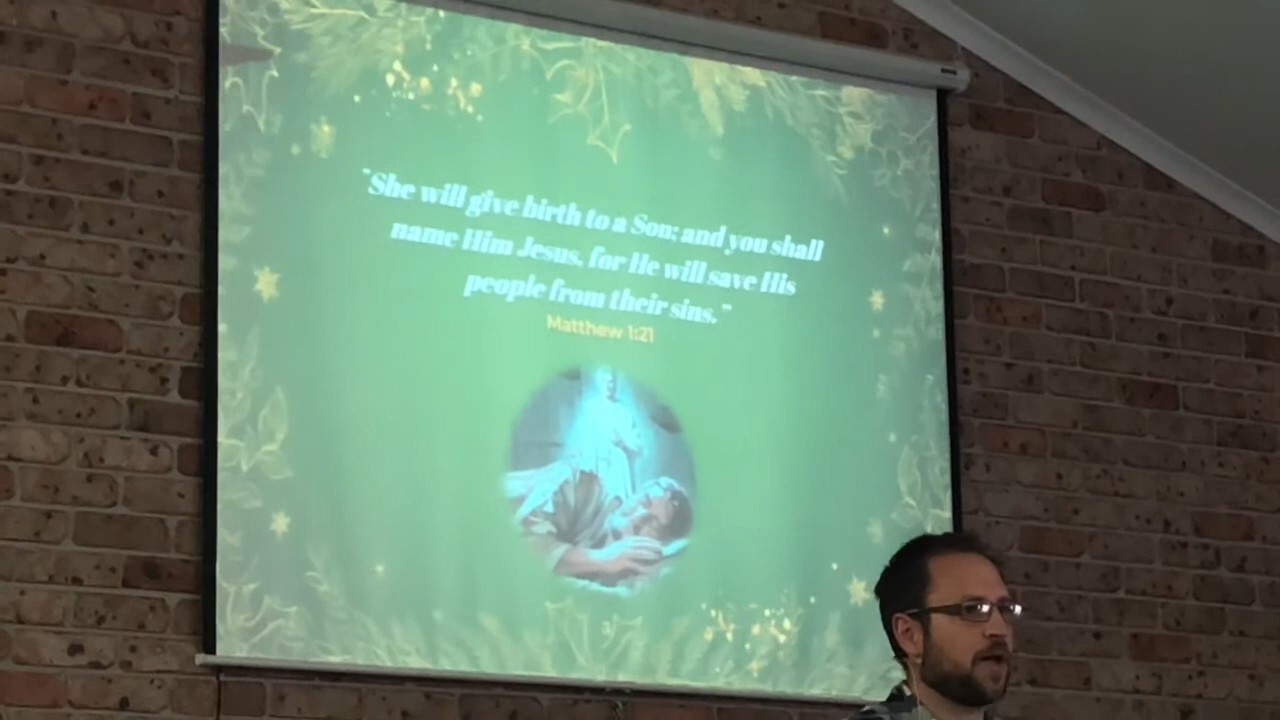 "She will give birth to a Son; and you shall
name Him Jesus, for He will save His
people from their sins."
Matthew 1:21